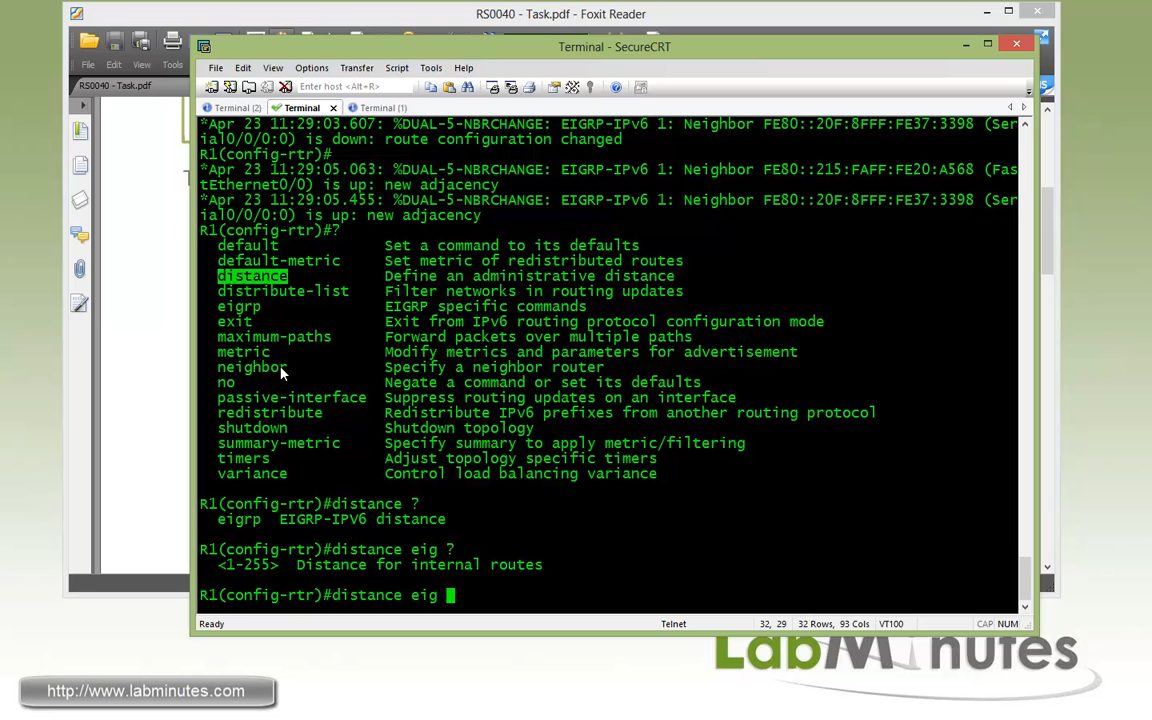 RS0040 - Task.pdf - Foxit Reader
File Edit View Tools
RS0040 - Task.pdf
Terminal - SecureCRT
File Edit View Options Transfer Script Tools Help
Enter host <Alt+R>
Terminal (2) Terminal Terminal (1)
*Apr 23 11:29:03.607: %DUAL-5-NBRCHANGE: EIGRP-IPv6 1: Neighbor FE80::20F:8FFF:FE37:3398 (Ser
ial0/0/0:0) is down: route configuration changed
R1(config-rtr)#
*Apr 23 11:29:05.063: %DUAL-5-NBRCHANGE: EIGRP-IPv6 1: Neighbor FE80::215:FAFF:FE20:A568 (Fas
tEthernet0/0) is up: new adjacency
*Apr 23 11:29:05.455: %DUAL-5-NBRCHANGE: EIGRP-IPv6 1: Neighbor FE80::20F:8FFF:FE37:3398 (Ser
ial0/0/0:0) is up: new adjacency
R1(config-rtr)#?
default Set a command to its defaults
default-metric Set metric of redistributed routes
distance Define an administrative distance
distribute-list Filter networks in routing updates
eigrp EIGRP specific commands
exit Exit from IPv6 routing protocol configuration mode
maximum-paths Forward packets over multiple paths
metric Modify metrics and parameters for advertisement
neighbor Specify a neighbor router
no Negate a command or set its defaults
passive-interface Suppress routing updates on an interface
redistribute Redistribute IPv6 prefixes from another routing protocol
shutdown Shutdown topology
summary-metric Specify summary to apply metric/filtering
timers Adjust topology specific timers
variance Control load balancing variance
R1(config-rtr)#distance ?
eigrp EIGRP-IPV6 distance
R1(config-rtr)#distance eig ?
<1-255> Distance for internal routes
R1(config-rtr)#distance eig
Ready Telnet 32, 29 32 Rows, 93 Cols VT100 CAP NUM
LabMinutes
http://www.labminutes.com